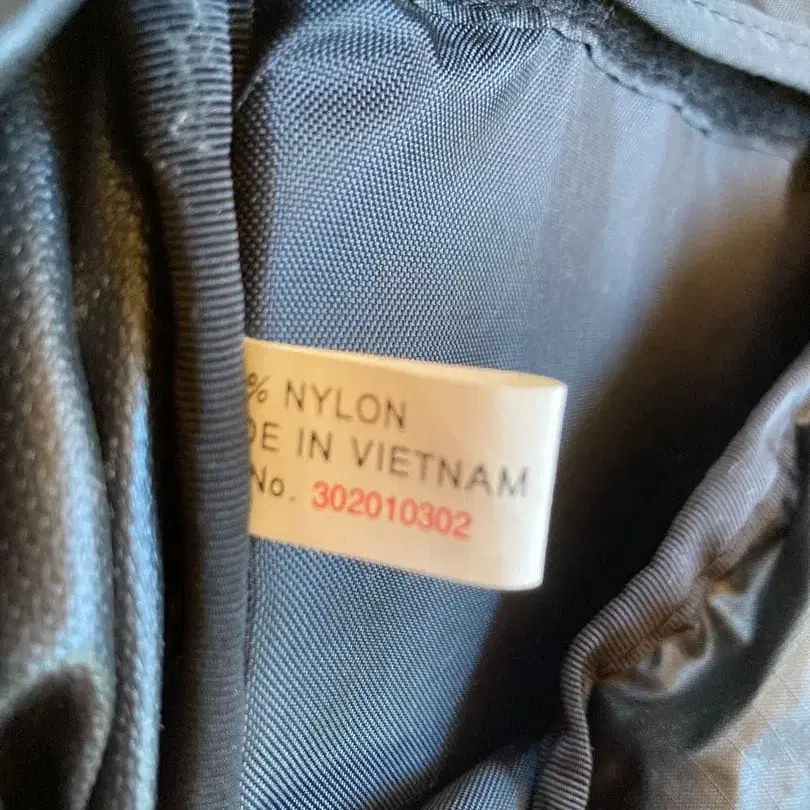 % NYLON
DE IN VIETNAM
No. 302010302